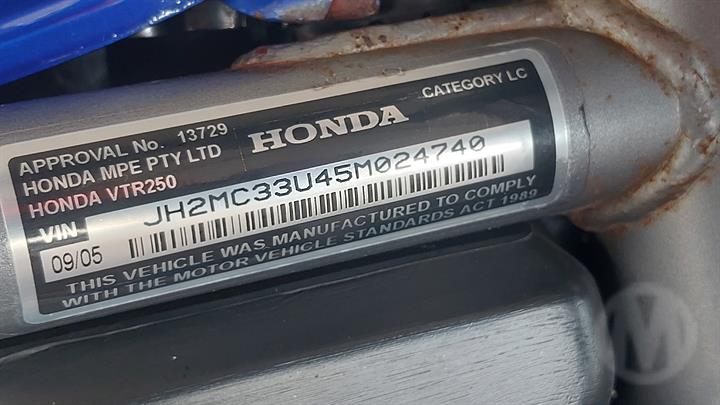 APPROVAL No. 13729
HONDA MPE PTY LTD
HONDA VTR250
HONDA
CATEGORY LC
VIN JH2MC33U45M024740
09/05
THIS VEHICLE WAS MANUFACTURED TO COMPLY
WITH THE MOTOR VEHICLE STANDARDS ACT 1989
M